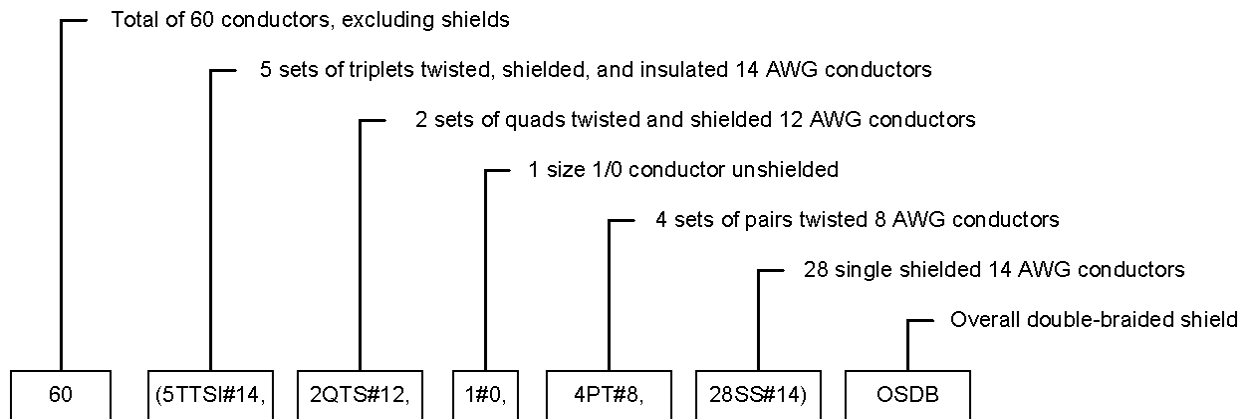 Total of 60 conductors, excluding shields
5 sets of triplets twisted, shielded, and insulated 14 AWG conductors
2 sets of quads twisted and shielded 12 AWG conductors
1 size 1/0 conductor unshielded
4 sets of pairs twisted 8 AWG conductors
28 single shielded 14 AWG conductors
Overall double-braided shield
60 (5TTSI#14, 2QTS#12, 1#0, 4PT#8, 28SS#14) OSDB